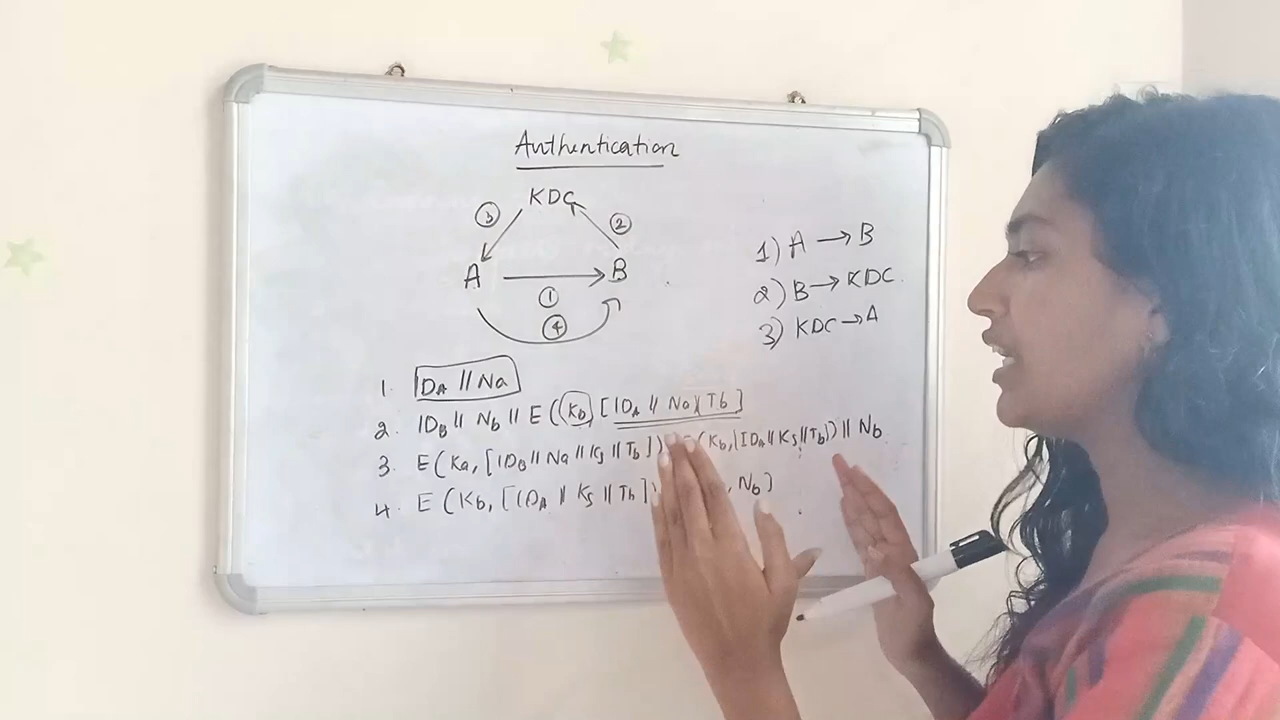 Authentication
KDC
③ ②
A B
①
④
1) A → B
2) B → KDC.
3) KDC → A
1. IDA // Na
2. IDB // Nb // E (Kb, [IDA // Na // Tb]
3. E (Ka, [IDB // Na // Ks // Tb]) (Kb, [IDA // Ks // Tb]) // Nb
4. E (Kb, [IDA // Ks // Tb] , Nb)